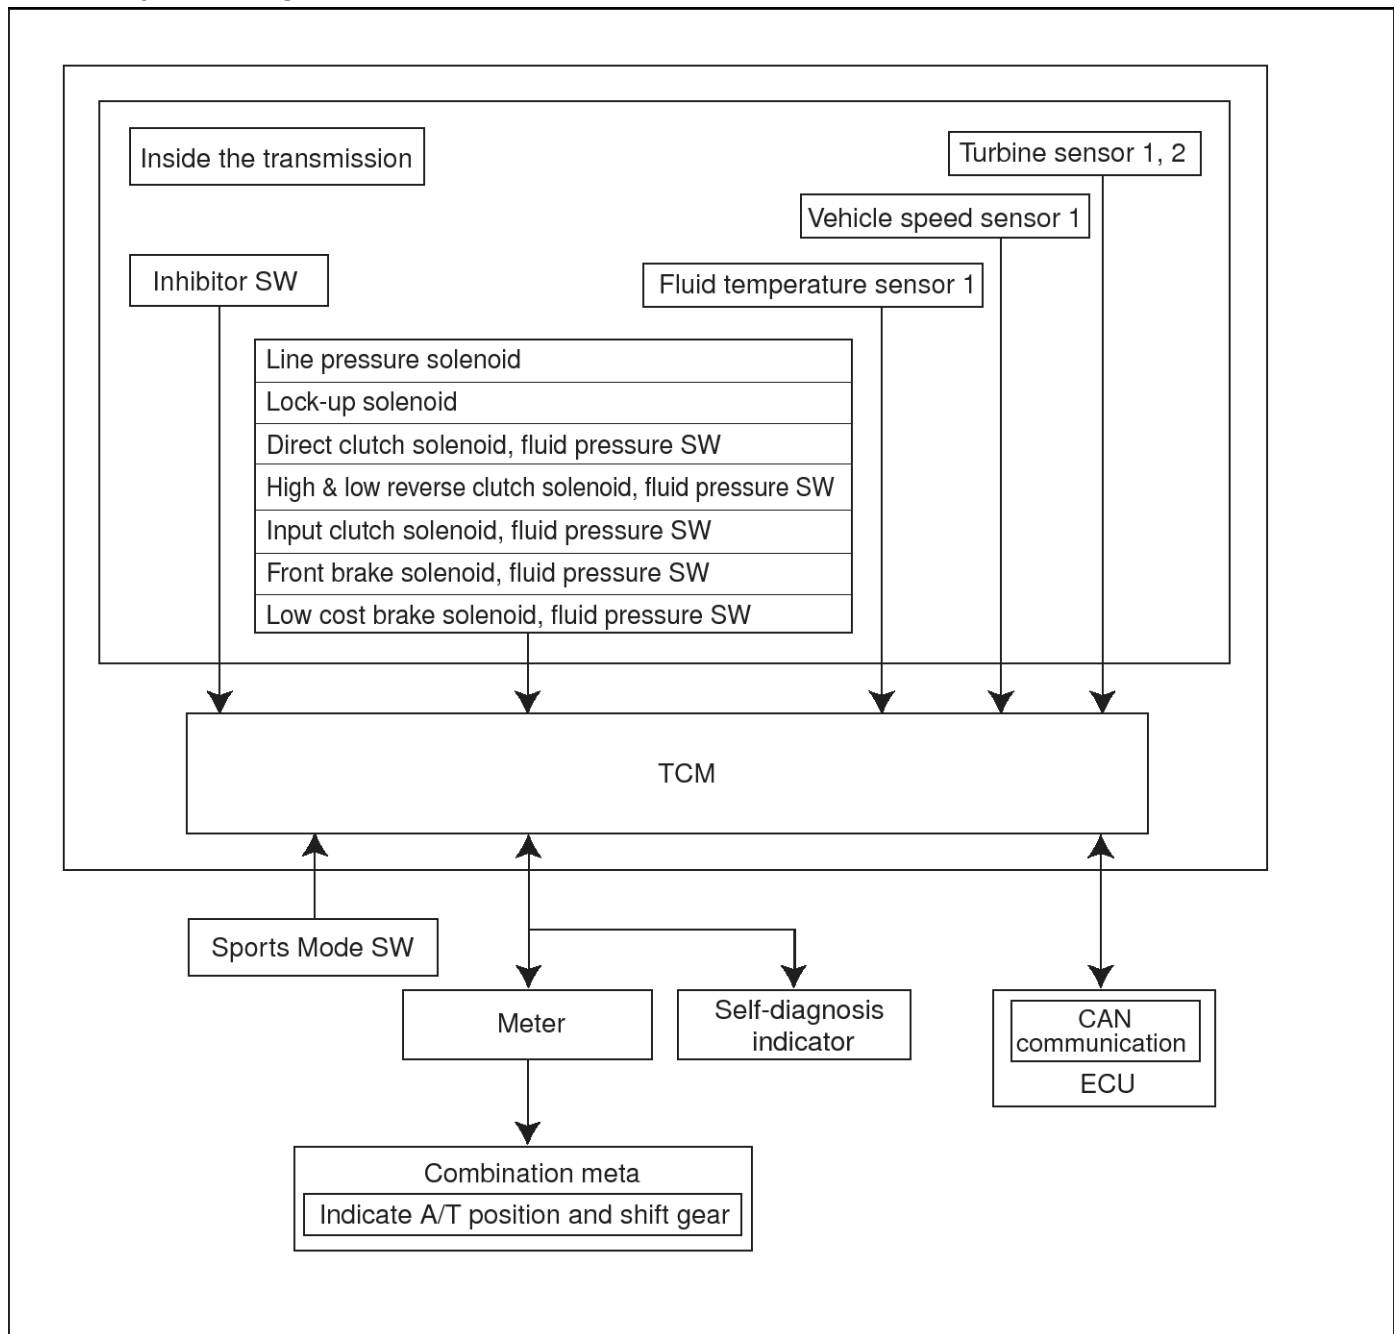 Inside the transmission
Turbine sensor 1, 2
Vehicle speed sensor 1
Inhibitor SW
Fluid temperature sensor 1
Line pressure solenoid
Lock-up solenoid
Direct clutch solenoid, fluid pressure SW
High & low reverse clutch solenoid, fluid pressure SW
Input clutch solenoid, fluid pressure SW
Front brake solenoid, fluid pressure SW
Low cost brake solenoid, fluid pressure SW
TCM
Sports Mode SW
Meter
Self-diagnosis
indicator
CAN
communication
ECU
Combination meta
Indicate A/T position and shift gear